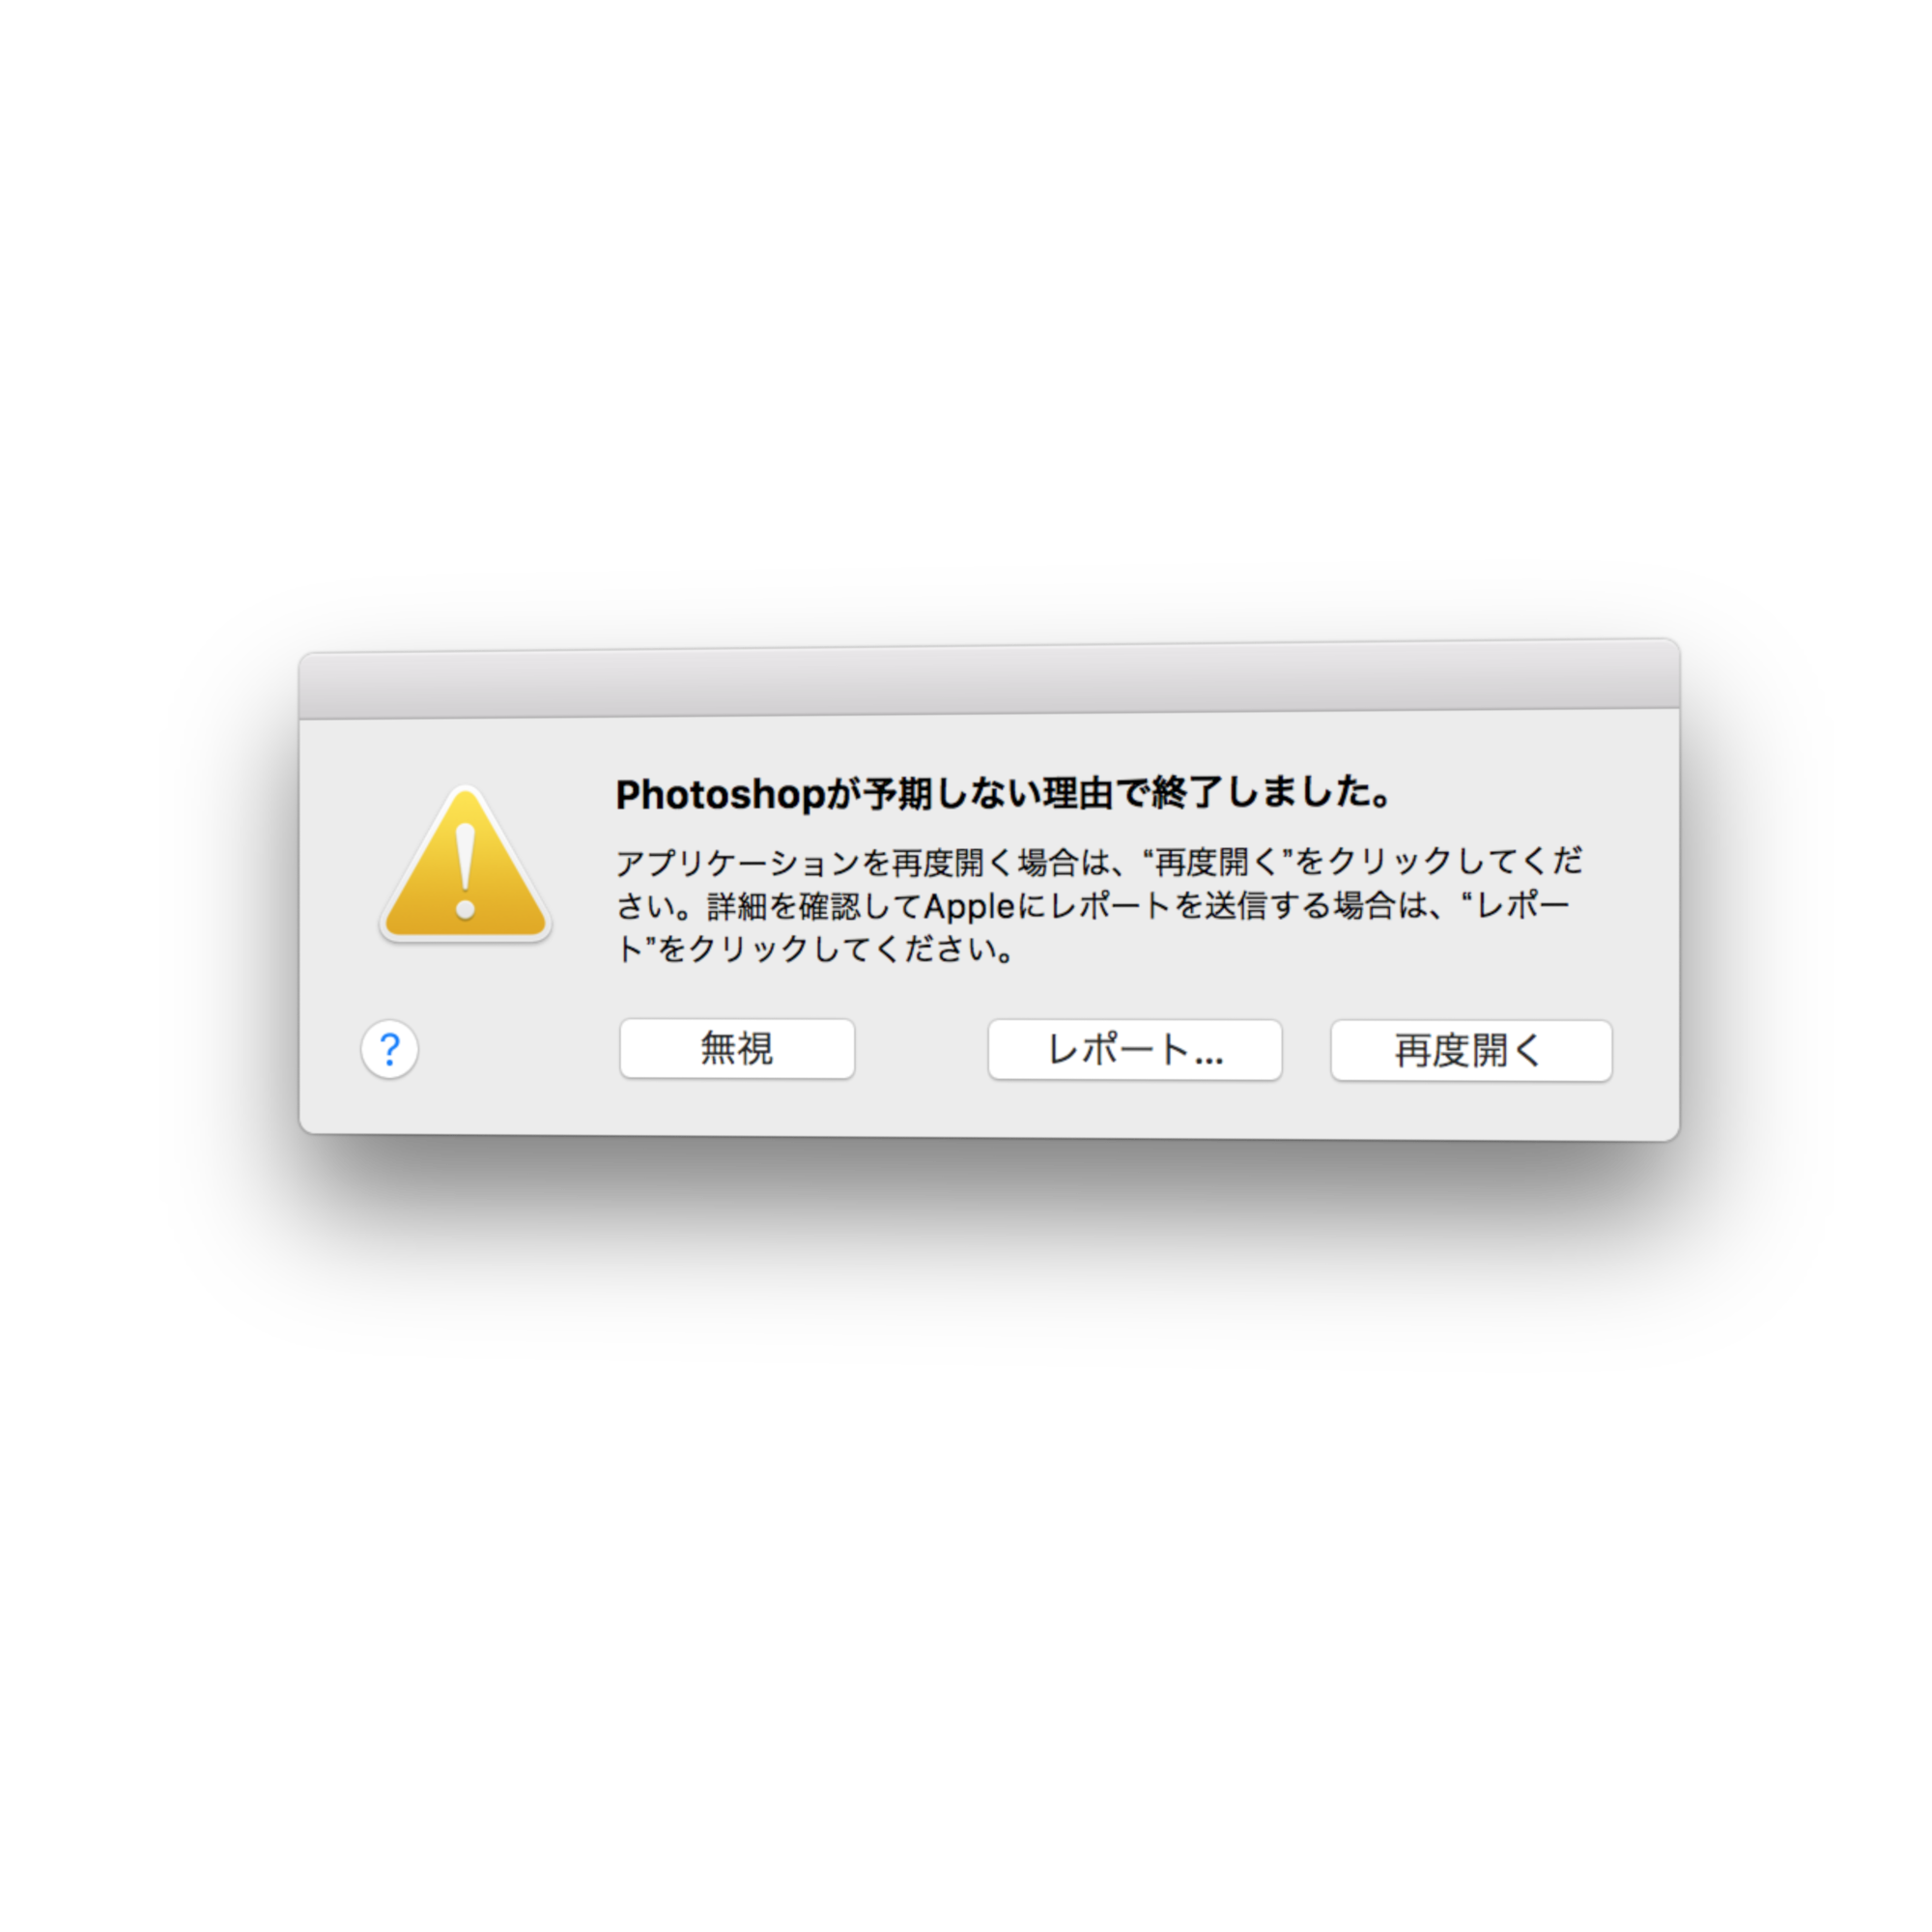 Photoshopが予期しない理由で終了しました。
アプリケーションを再度開く場合は、“再度開く”をクリックしてくだ
さい。詳細を確認してAppleにレポートを送信する場合は、“レポー
ト”をクリックしてください。
? 無視 レポート... 再度開く